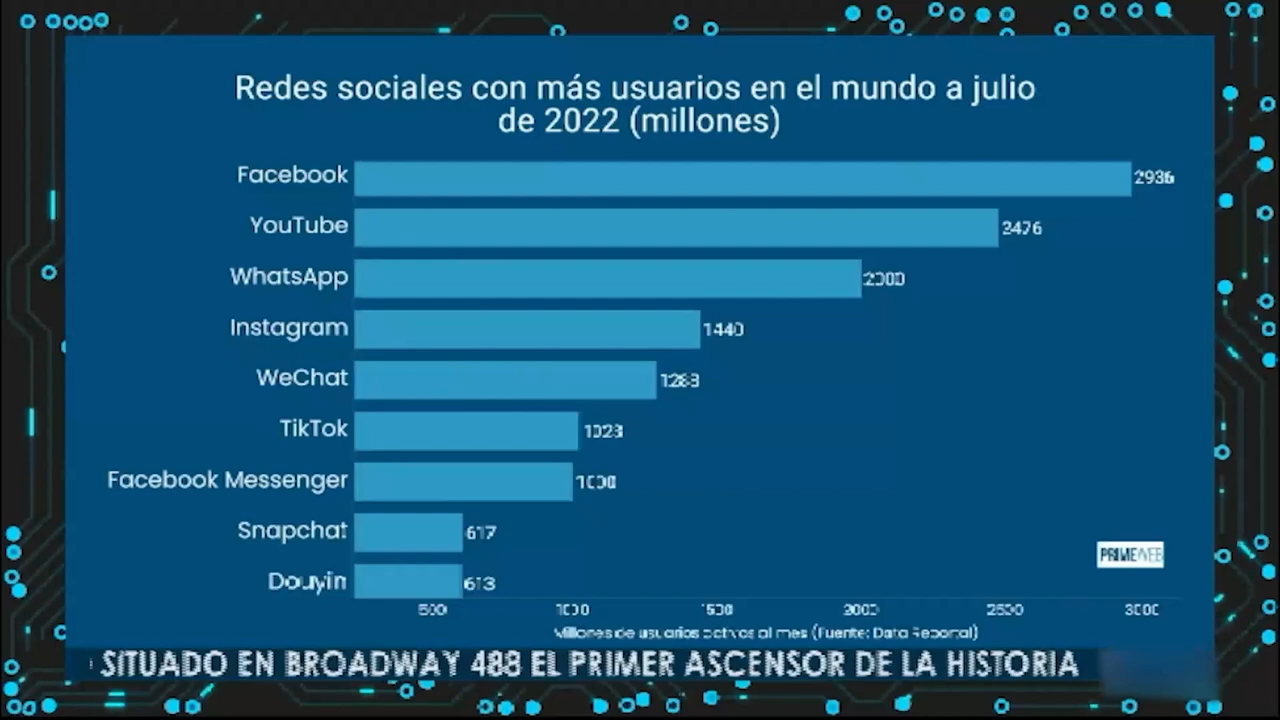 Redes sociales con más usuarios en el mundo a julio
de 2022 (millones)
Facebook 2936
YouTube 2476
WhatsApp 2000
Instagram 1440
WeChat 1288
TikTok 1023
Facebook Messenger 1000
Snapchat 617
Douyin 613
PRIMEWEB
500 1000 1500 2000 2500 3000
Millones de usuarios activos al mes (Fuente: Data Reportal)
SITUADO EN BROADWAY 488 EL PRIMER ASCENSOR DE LA HISTORIA